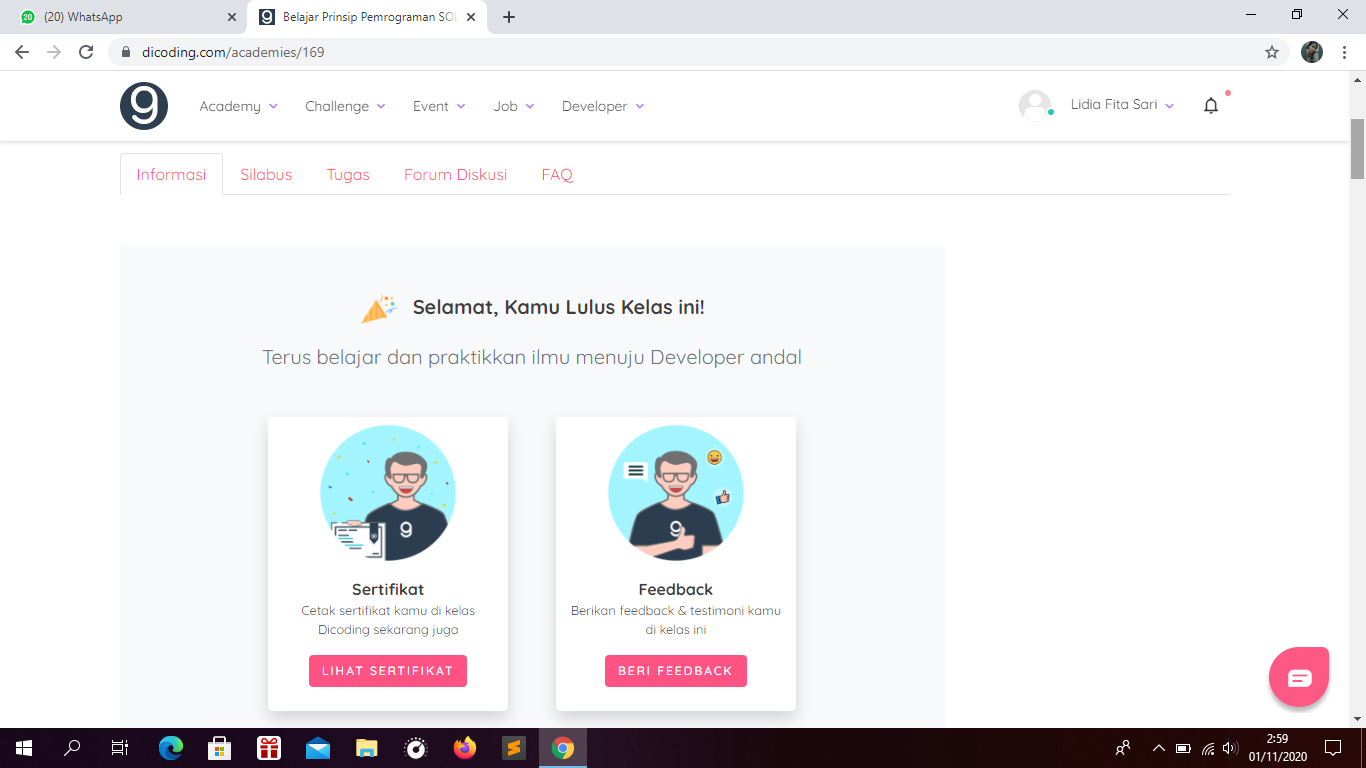 (20) WhatsApp
Belajar Prinsip Pemrograman SOL
dicoding.com/academies/169
Academy
Challenge
Event
Job
Developer
Lidia Fita Sari
Informasi
Silabus
Tugas
Forum Diskusi
FAQ
Selamat, Kamu Lulus Kelas ini!
Terus belajar dan praktikkan ilmu menuju Developer andal
Sertifikat
Cetak sertifikat kamu di kelas
Dicoding sekarang juga
LIHAT SERTIFIKAT
Feedback
Berikan feedback & testimoni kamu
di kelas ini
BERI FEEDBACK
2:59
01/11/2020